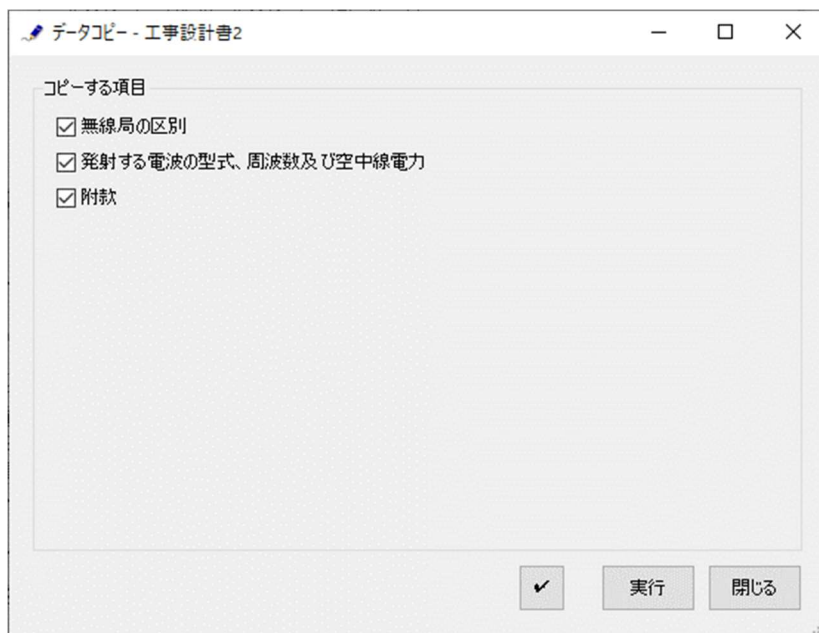 データコピー - 工事設計書2
コピーする項目
無線局の区別
発射する電波の型式、周波数及び空中線電力
附款
実行 閉じる